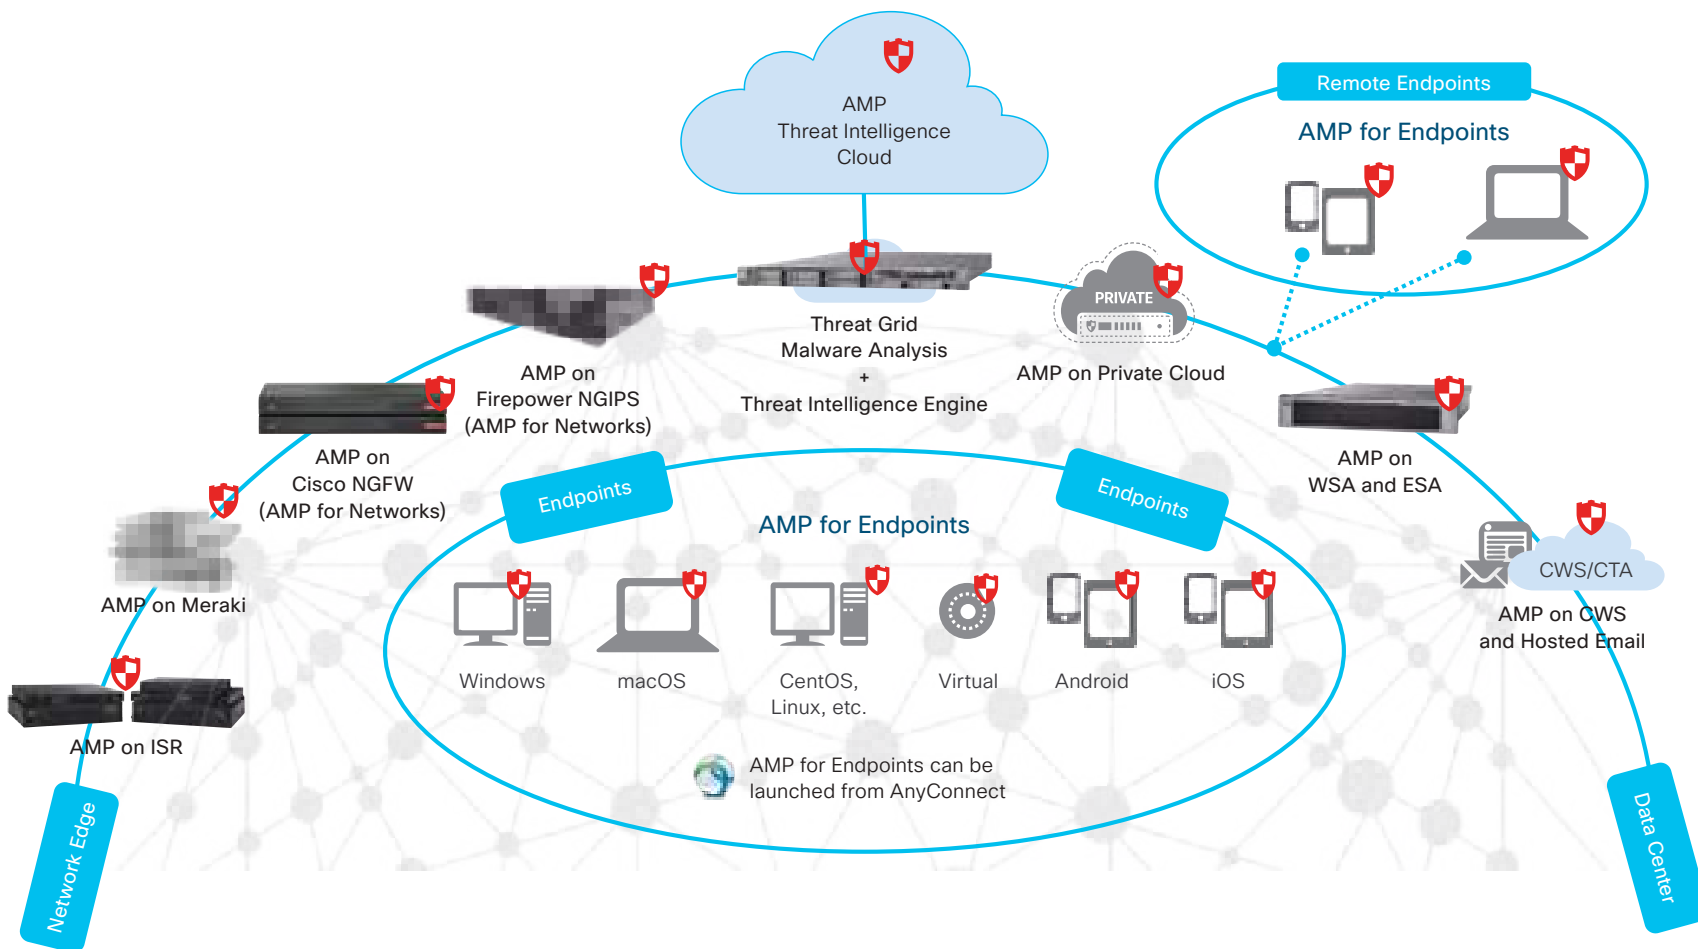 AMP
Threat Intelligence
Cloud
Remote Endpoints
AMP for Endpoints
PRIVATE
Threat Grid
Malware Analysis
+
Threat Intelligence Engine
AMP on Private Cloud
AMP on
Firepower NGIPS
(AMP for Networks)
AMP on
Cisco NGFW
(AMP for Networks)
AMP on
WSA and ESA
Endpoints
Endpoints
AMP for Endpoints
CWS/CTA
AMP on CWS
and Hosted Email
AMP on Meraki
Windows
macOS
CentOS,
Linux, etc.
Virtual
Android
iOS
AMP on ISR
AMP for Endpoints can be
launched from AnyConnect
Network Edge
Data Center